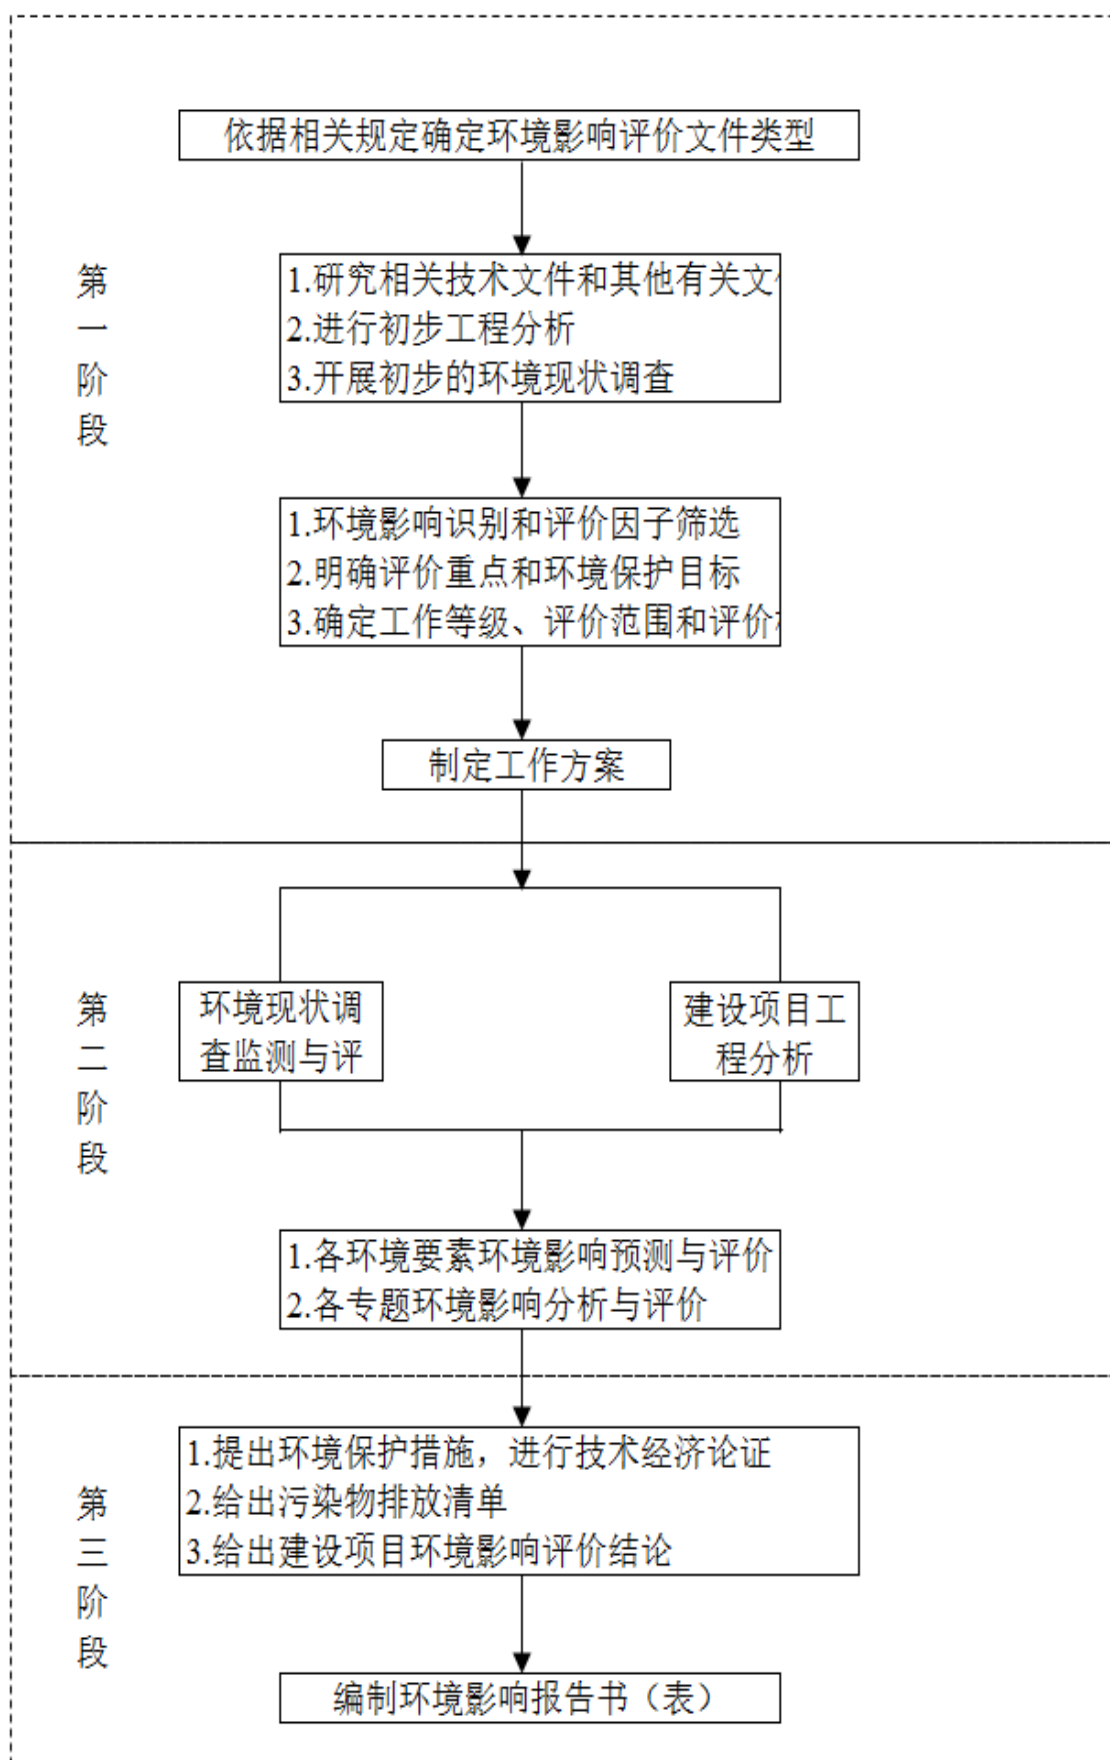 依据相关规定确定环境影响评价文件类型
第一阶段
1.研究相关技术文件和其他有关文
2.进行初步工程分析
3.开展初步的环境现状调查
1.环境影响识别和评价因子筛选
2.明确评价重点和环境保护目标
3.确定工作等级、评价范围和评价
制定工作方案
第二阶段
环境现状调
查监测与评
建设项目工
程分析
1.各环境要素环境影响预测与评价
2.各专题环境影响分析与评价
第三阶段
1.提出环境保护措施，进行技术经济论证
2.给出污染物排放清单
3.给出建设项目环境影响评价结论
编制环境影响报告书（表）